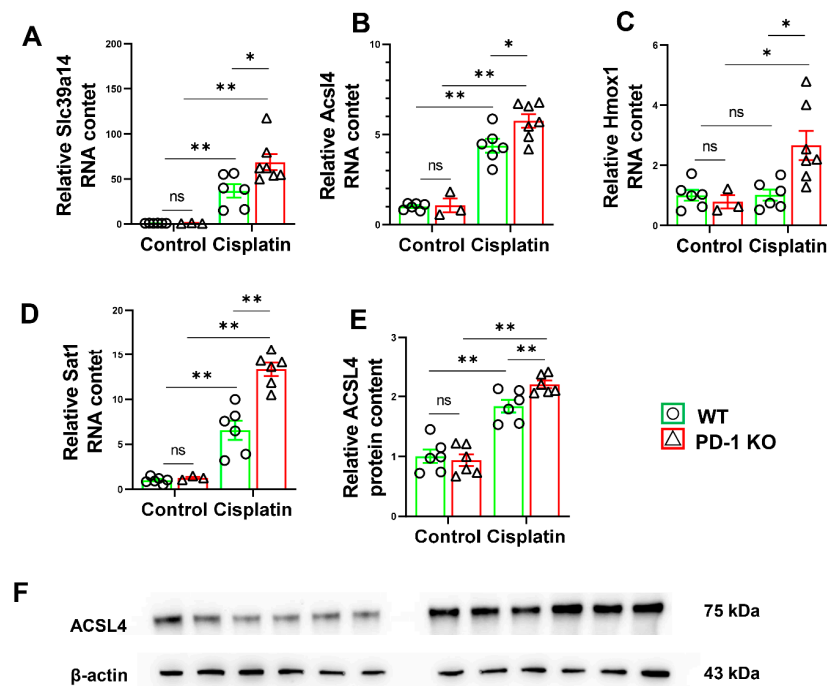 A
Relative Slc39a14
RNA contet
200
150
100
50
0
ns
**
**
*
Control Cisplatin
B
Relative Acsl4
RNA contet
10
5
0
ns
**
**
*
Control Cisplatin
C
Relative Hmox1
RNA contet
6
4
2
0
ns
ns
*
*
Control Cisplatin
D
Relative Sat1
RNA contet
20
15
10
5
0
ns
**
**
**
Control Cisplatin
E
Relative ACSL4
protein content
3
2
1
0
ns
**
**
**
Control Cisplatin
WT
PD-1 KO
F
ACSL4
75 kDa
β-actin
43 kDa